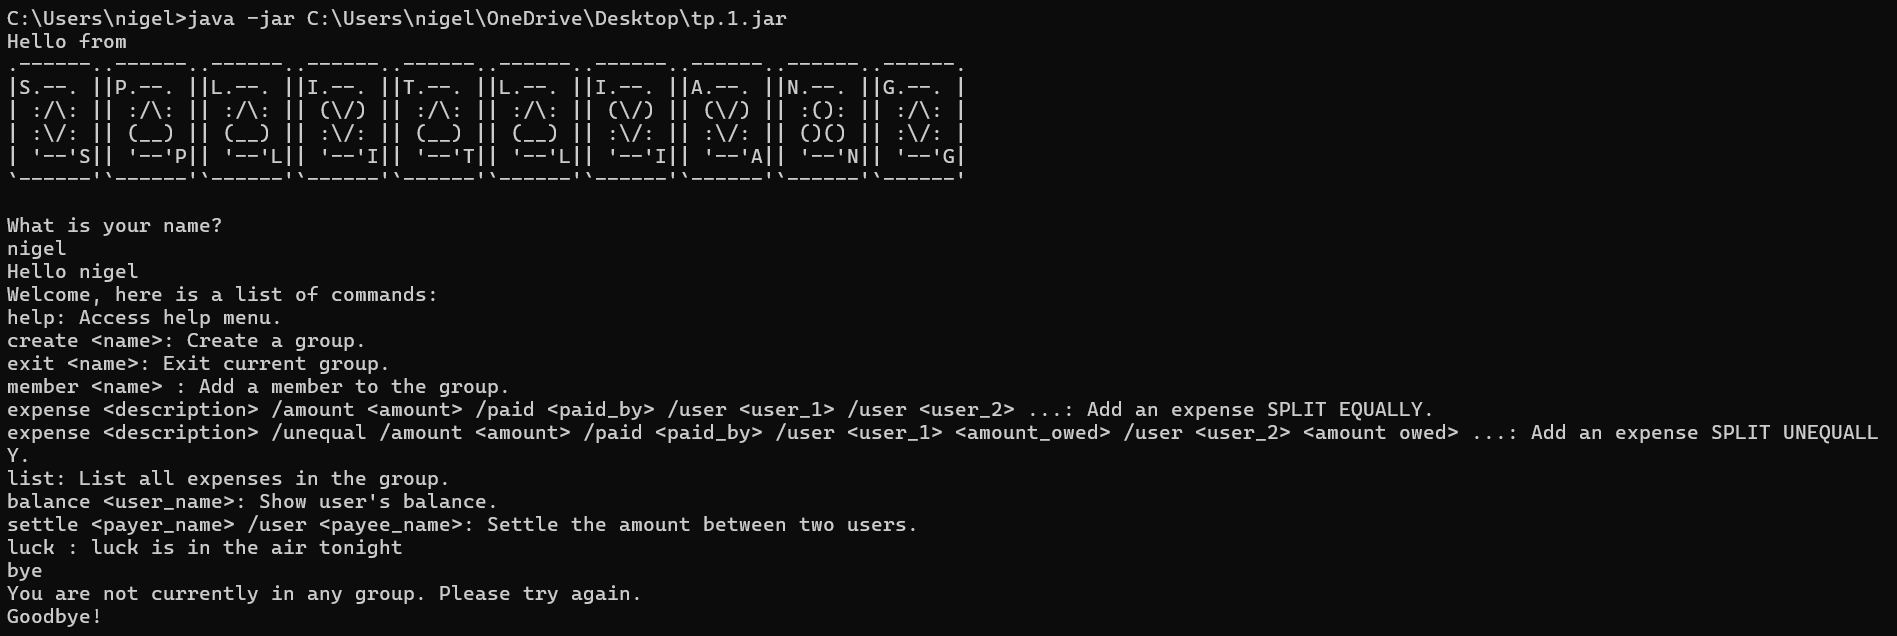 C:\Users\nigel>java -jar C:\Users\nigel\OneDrive\Desktop\tp.1.jar
Hello from
.------..------..------..------..------..------..------..------..------..------.
|S.--. ||P.--. ||L.--. ||I.--. ||T.--. ||L.--. ||I.--. ||A.--. ||N.--. ||G.--. |
| :/\: || :/\: || :/\: || (\/) || :/\: || :/\: || (\/) || (\/) || :(): || :/\: |
| :\/: || (__) || (__) || :\/: || (__) || (__) || :\/: || :\/: || ()() || :\/: |
| '--'S|| '--'P|| '--'L|| '--'I|| '--'T|| '--'L|| '--'I|| '--'A|| '--'N|| '--'G|
`------'`------'`------'`------'`------'`------'`------'`------'`------'`------'
What is your name?
nigel
Hello nigel
Welcome, here is a list of commands:
help: Access help menu.
create <name>: Create a group.
exit <name>: Exit current group.
member <name> : Add a member to the group.
expense <description> /amount <amount> /paid <paid_by> /user <user_1> /user <user_2> ...: Add an expense SPLIT EQUALLY.
expense <description> /unequal /amount <amount> /paid <paid_by> /user <user_1> <amount_owed> /user <user_2> <amount owed> ...: Add an expense SPLIT UNEQUALL
Y.
list: List all expenses in the group.
balance <user_name>: Show user's balance.
settle <payer_name> /user <payee_name>: Settle the amount between two users.
luck : luck is in the air tonight
bye
You are not currently in any group. Please try again.
Goodbye!